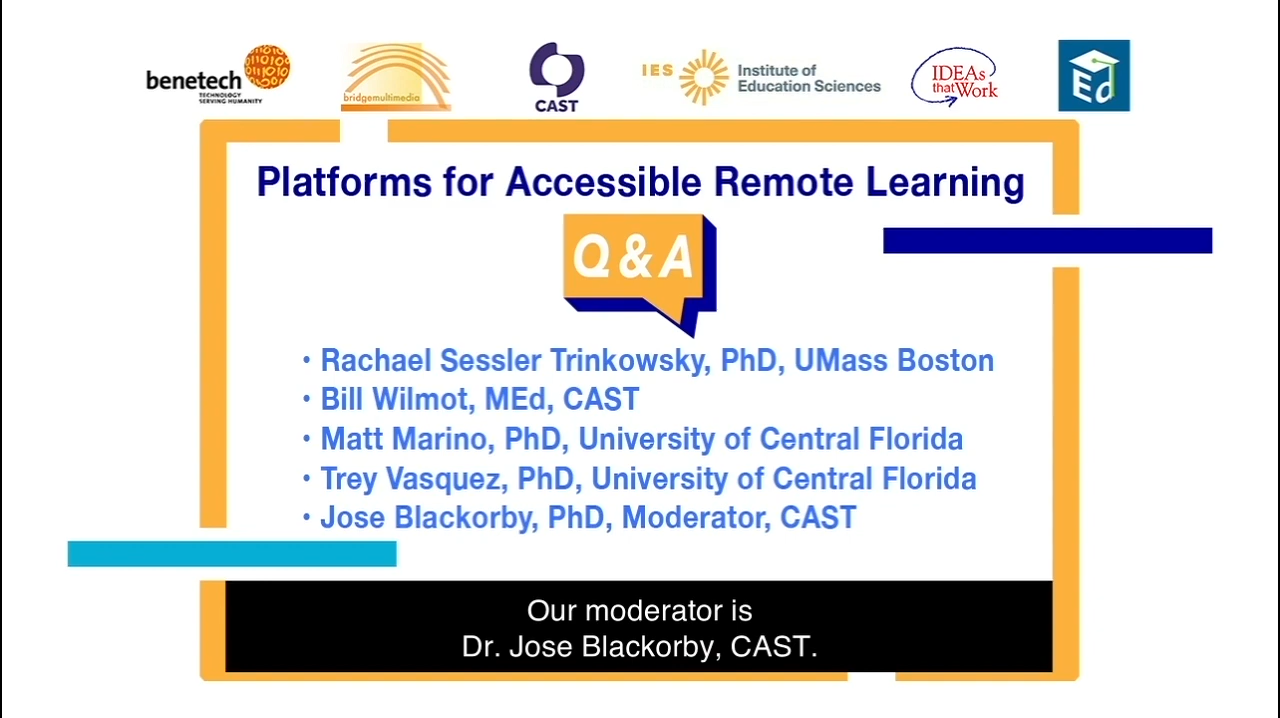 benetech
TECHNOLOGY
SERVING HUMANITY
bridgemultimedia
CAST
IES Institute of
Education Sciences
IDEAs
that Work
Ed
Platforms for Accessible Remote Learning
Q & A
• Rachael Sessler Trinkowsky, PhD, UMass Boston
• Bill Wilmot, MEd, CAST
• Matt Marino, PhD, University of Central Florida
• Trey Vasquez, PhD, University of Central Florida
• Jose Blackorby, PhD, Moderator, CAST
Our moderator is
Dr. Jose Blackorby, CAST.